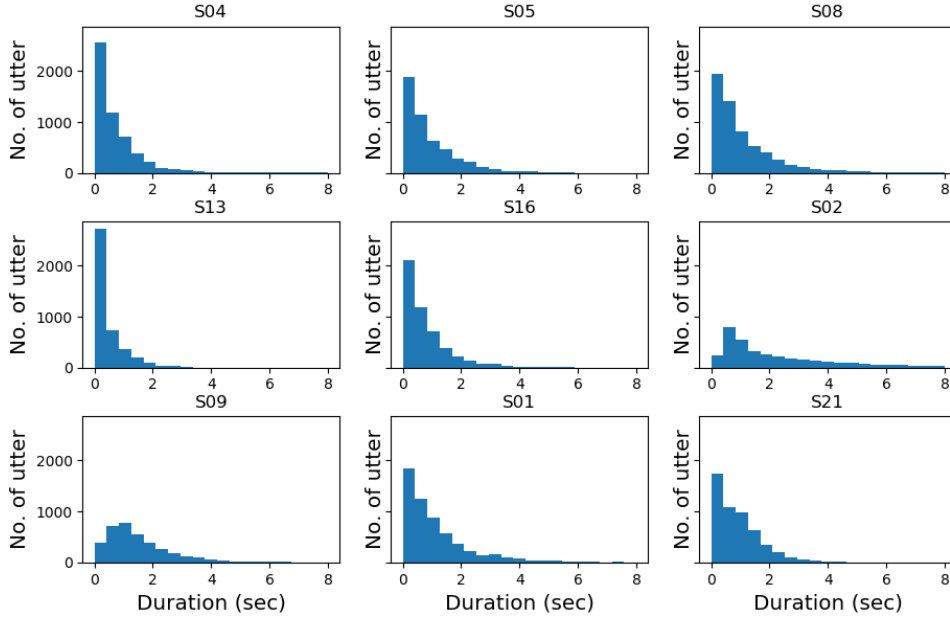 S04 S05 S08
No. of utter No. of utter No. of utter
2000
1000
0
0 2 4 6 8 0 2 4 6 8 0 2 4 6 8
S13 S16 S02
No. of utter No. of utter No. of utter
2000
1000
0
0 2 4 6 8 0 2 4 6 8 0 2 4 6 8
S09 S01 S21
No. of utter No. of utter No. of utter
2000
1000
0
0 2 4 6 8 0 2 4 6 8 0 2 4 6 8
Duration (sec) Duration (sec) Duration (sec)